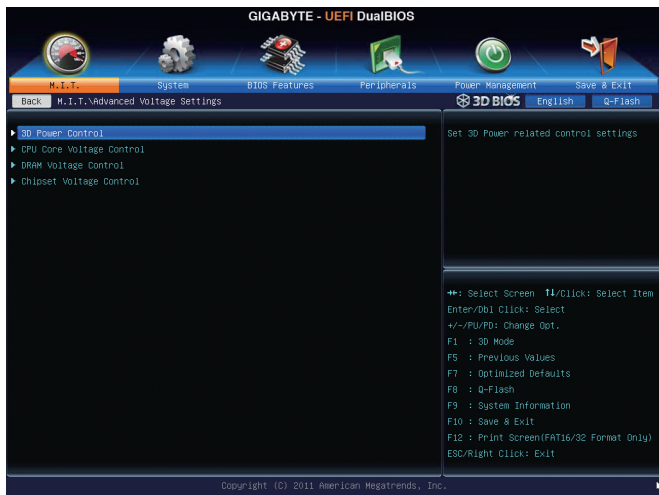 GIGABYTE - UEFI DualBIOS
M.I.T. System BIOS Features Peripherals Power Management Save & Exit
Back M.I.T.\Advanced Voltage Settings 3D BIOS English Q-Flash
3D Power Control
CPU Core Voltage Control
DRAM Voltage Control
Chipset Voltage Control
Set 3D Power related control settings
→←: Select Screen ↑↓/Click: Select Item
Enter/Dbl Click: Select
+/-/PU/PD: Change Opt.
F1 : 3D Mode
F5 : Previous Values
F7 : Optimized Defaults
F8 : Q-Flash
F9 : System Information
F10 : Save & Exit
F12 : Print Screen(FAT16/32 Format Only)
ESC/Right Click: Exit
Copyright (C) 2011 American Megatrends, Inc.